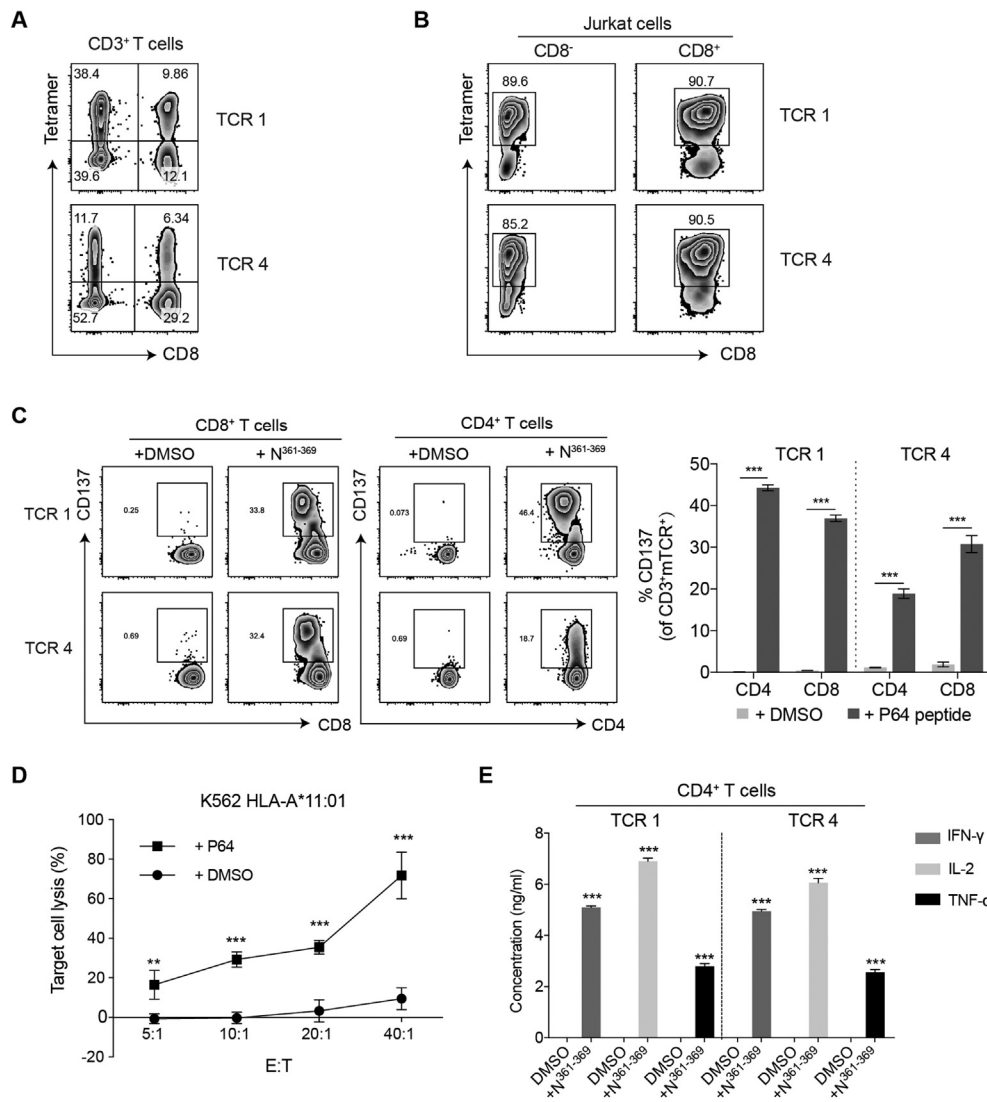 A
CD3⁺ T cells
38.4 9.86
39.6 12.1
TCR 1
11.7 6.34
52.7 29.2
TCR 4
Tetramer
CD8
B
Jurkat cells
CD8⁻ CD8⁺
89.6 90.7
TCR 1
85.2 90.5
TCR 4
Tetramer
CD8
C
CD8⁺ T cells CD4⁺ T cells
+DMSO + N³⁶¹⁻³⁶⁹ +DMSO + N³⁶¹⁻³⁶⁹
CD137 CD137
TCR 1 0.25 33.8 0.073 46.4
TCR 4 0.69 32.4 0.69 18.7
CD8 CD4
TCR 1 TCR 4
% CD137
(of CD3⁺mTCR⁺)
50
40
30
20
10
0
*** *** *** ***
CD4 CD8 CD4 CD8
+ DMSO + P64 peptide
D
K562 HLA-A*11:01
Target cell lysis (%)
100
80
60
40
20
0
-20
+ P64
+ DMSO
** *** *** ***
5:1 10:1 20:1 40:1
E:T
E
CD4⁺ T cells
TCR 1 TCR 4
Concentration (ng/ml)
8
6
4
2
0
*** *** *** *** *** ***
DMSO +N³⁶¹⁻³⁶⁹ DMSO +N³⁶¹⁻³⁶⁹ DMSO +N³⁶¹⁻³⁶⁹ DMSO +N³⁶¹⁻³⁶⁹ DMSO +N³⁶¹⁻³⁶⁹ DMSO +N³⁶¹⁻³⁶⁹
IFN-γ
IL-2